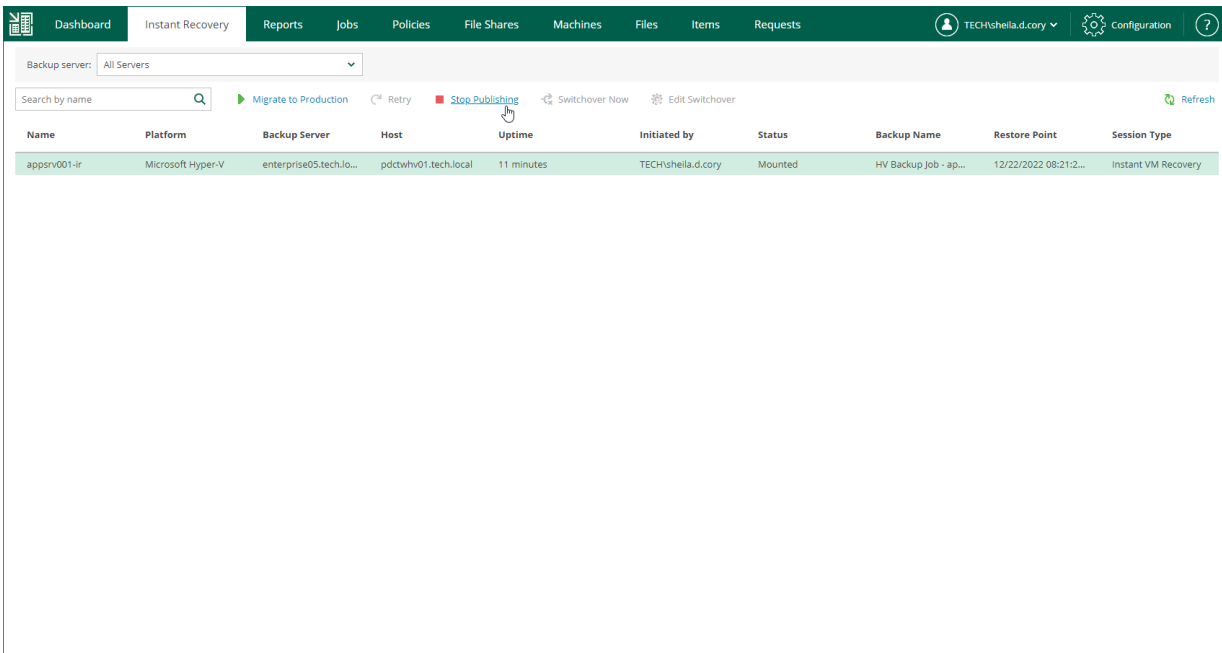 Dashboard Instant Recovery Reports Jobs Policies File Shares Machines Files Items Requests TECH\sheila.d.cory Configuration ?
Backup server: All Servers
Search by name Migrate to Production Retry Stop Publishing Switchover Now Edit Switchover Refresh
Name Platform Backup Server Host Uptime Initiated by Status Backup Name Restore Point Session Type
appsrv001-ir Microsoft Hyper-V enterprise05.tech.lo... pdctwhv01.tech.local 11 minutes TECH\sheila.d.cory Mounted HV Backup Job - ap... 12/22/2022 08:21:2... Instant VM Recovery